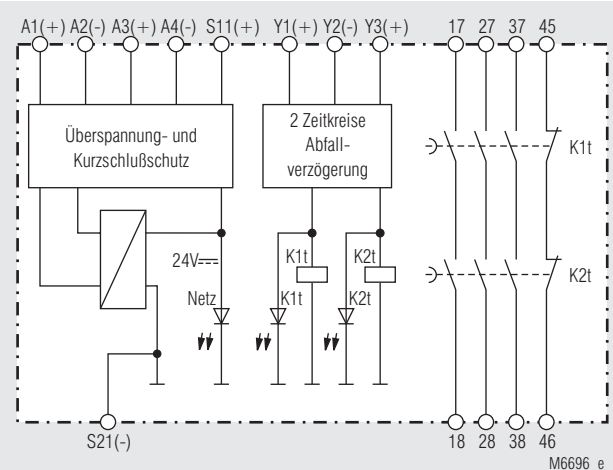 A1(+) A2(-) A3(+) A4(-) S11(+) Y1(+) Y2(-) Y3(+) 17 27 37 45
Überspannung- und
Kurzschlußschutz
2 Zeitkreise
Abfall-
verzögerung
K1t
24V
K1t K2t
K2t
Netz K1t K2t
S21(-) 18 28 38 46
M6696_e